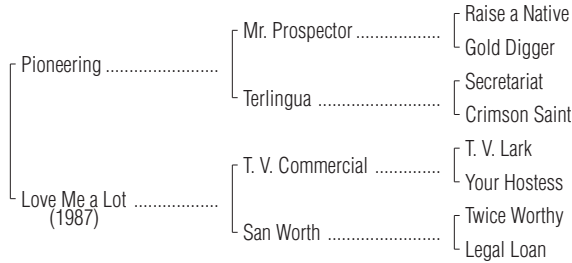 Raise a Native
Mr. Prospector ..................
Gold Digger
Pioneering ........................
Secretariat
Terlingua ..........................
Crimson Saint
T. V. Lark
T. V. Commercial ..............
Your Hostess
Love Me a Lot ..................
(1987)
Twice Worthy
San Worth ........................
Legal Loan